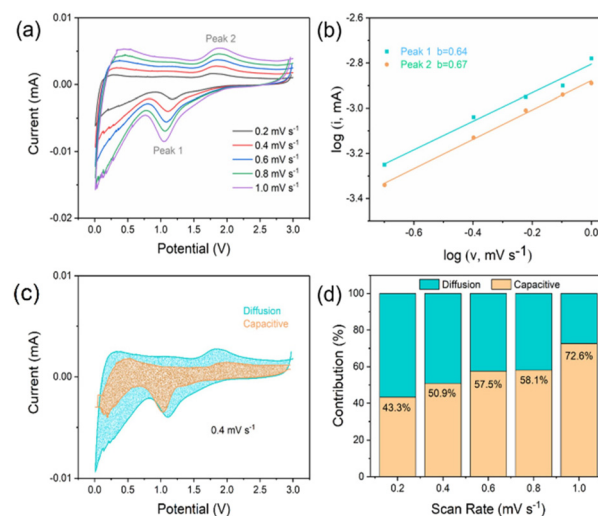 (a)
0.01
0.00
-0.01
-0.02
Current (mA)
Peak 2
Peak 1
0.2 mV s⁻¹
0.4 mV s⁻¹
0.6 mV s⁻¹
0.8 mV s⁻¹
1.0 mV s⁻¹
0.0 0.5 1.0 1.5 2.0 2.5 3.0
Potential (V)
(b)
-2.7
-3.0
-3.2
-3.4
log (i, mA)
Peak 1 b=0.64
Peak 2 b=0.67
-0.6 -0.4 -0.2 0.0
log (v, mV s⁻¹)
(c)
0.01
0.00
-0.01
Current (mA)
Diffusion
Capacitive
0.4 mV s⁻¹
0.0 0.5 1.0 1.5 2.0 2.5 3.0
Potential (V)
(d)
Diffusion Capacitive
100
80
60
40
20
0
Contribution (%)
43.3%
50.9%
57.5%
58.1%
72.6%
0.2 0.4 0.6 0.8 1.0
Scan Rate (mV s⁻¹)